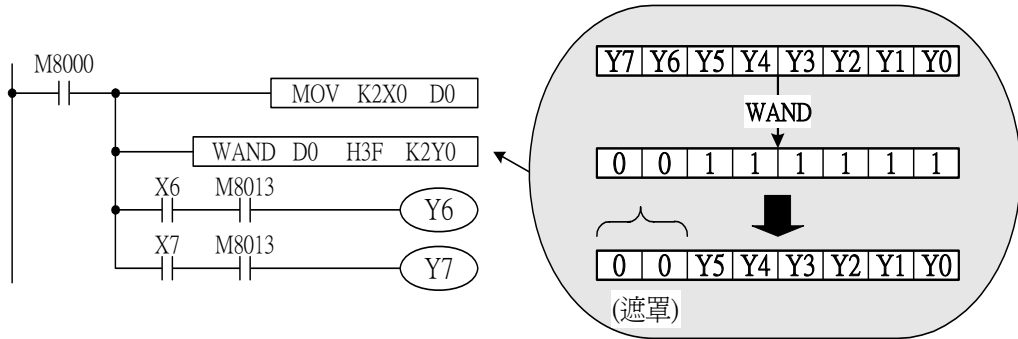 M8000
MOV K2X0 D0
WAND D0 H3F K2Y0
X6 M8013
Y6
X7 M8013
Y7
Y7 Y6 Y5 Y4 Y3 Y2 Y1 Y0
WAND
0 0 1 1 1 1 1 1
0 0 Y5 Y4 Y3 Y2 Y1 Y0
(遮罩)